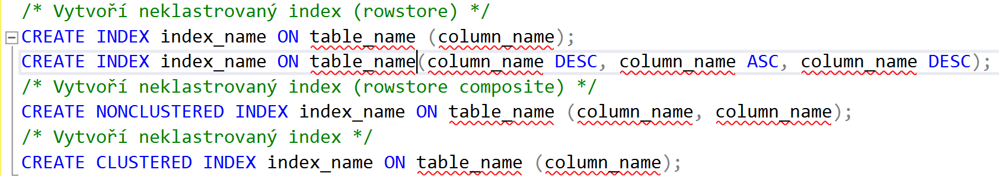 /* Vytvoří neklastrovaný index (rowstore) */
CREATE INDEX index_name ON table_name (column_name);
CREATE INDEX index_name ON table_name(column_name DESC, column_name ASC, column_name DESC);
/* Vytvoří neklastrovaný index (rowstore composite) */
CREATE NONCLUSTERED INDEX index_name ON table_name (column_name, column_name);
/* Vytvoří neklastrovaný index */
CREATE CLUSTERED INDEX index_name ON table_name (column_name);